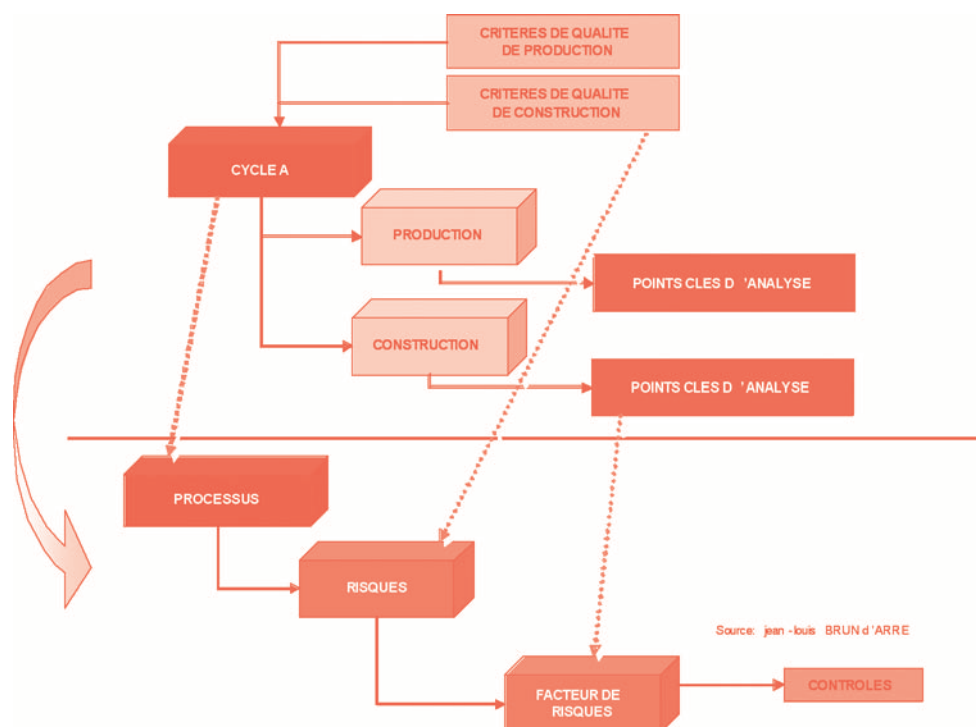 CRITERES DE QUALITE
DE PRODUCTION
CRITERES DE QUALITE
DE CONSTRUCTION
CYCLE A
PRODUCTION
POINTS CLES D 'ANALYSE
CONSTRUCTION
POINTS CLES D 'ANALYSE
PROCESSUS
RISQUES
Source: jean -louis BRUN d 'ARRE
FACTEUR DE
RISQUES
CONTROLES